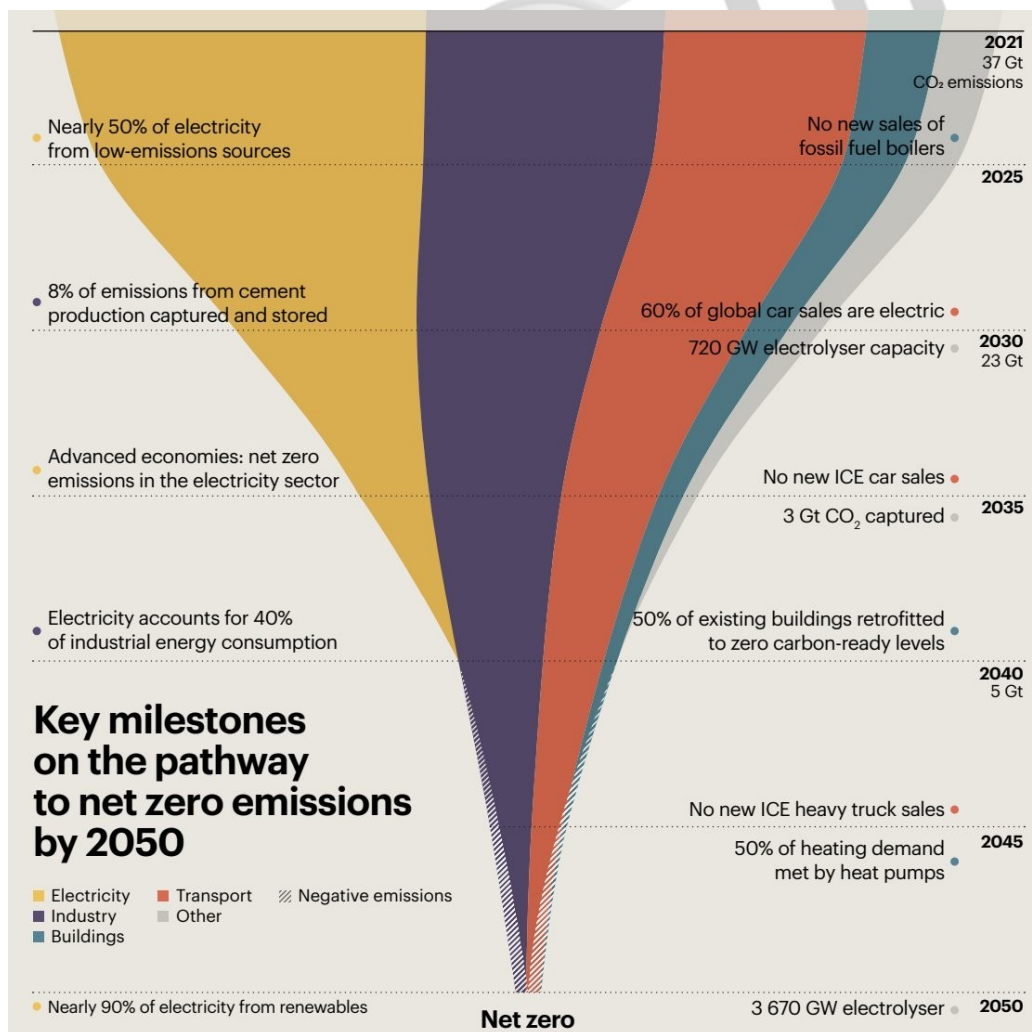 2021
37 Gt
CO₂ emissions
Nearly 50% of electricity
from low-emissions sources
No new sales of
fossil fuel boilers
2025
8% of emissions from cement
production captured and stored
60% of global car sales are electric
2030
23 Gt
720 GW electrolyser capacity
Advanced economies: net zero
emissions in the electricity sector
No new ICE car sales
2035
3 Gt CO₂ captured
Electricity accounts for 40%
of industrial energy consumption
50% of existing buildings retrofitted
to zero carbon-ready levels
2040
5 Gt
Key milestones
on the pathway
to net zero emissions
by 2050
No new ICE heavy truck sales
2045
50% of heating demand
met by heat pumps
Electricity
Transport
Negative emissions
Industry
Other
Buildings
Nearly 90% of electricity from renewables
Net zero
3 670 GW electrolyser
2050